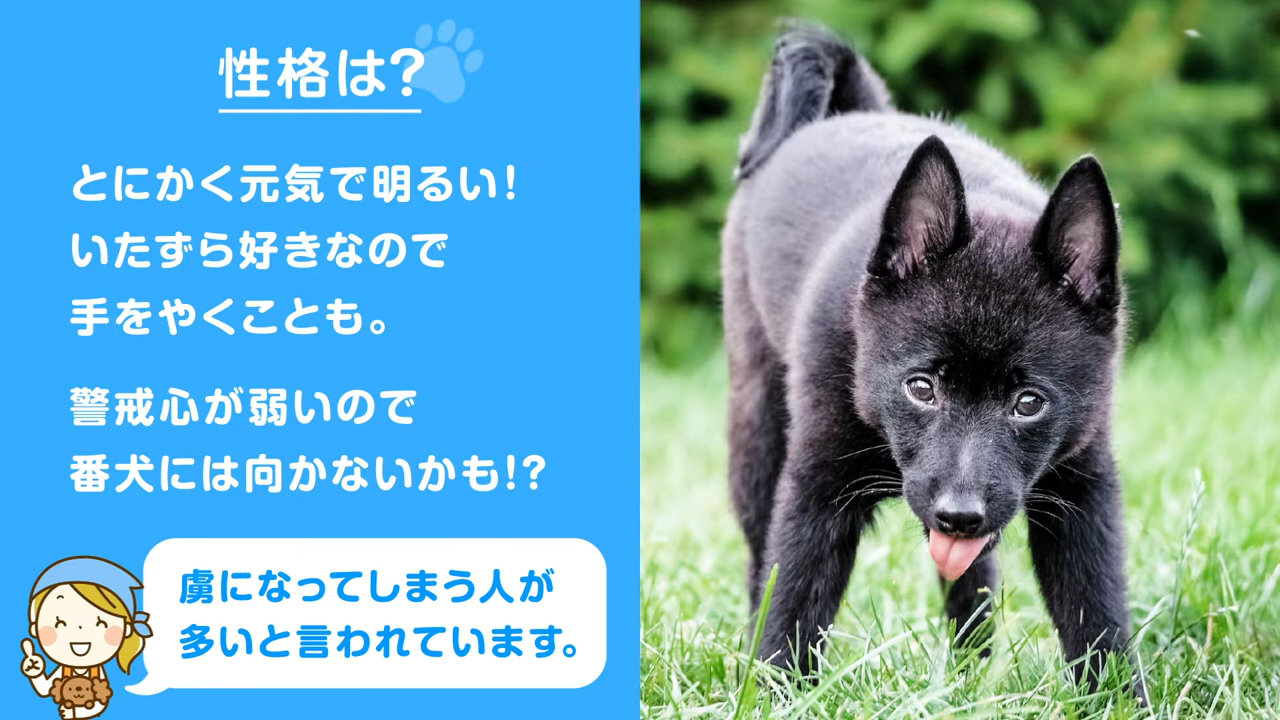 性格は?
とにかく元気で明るい!
いたずら好きなので
手をやくことも。
警戒心が弱いので
番犬には向かないかも!?
虜になってしまう人が
多いと言われています。